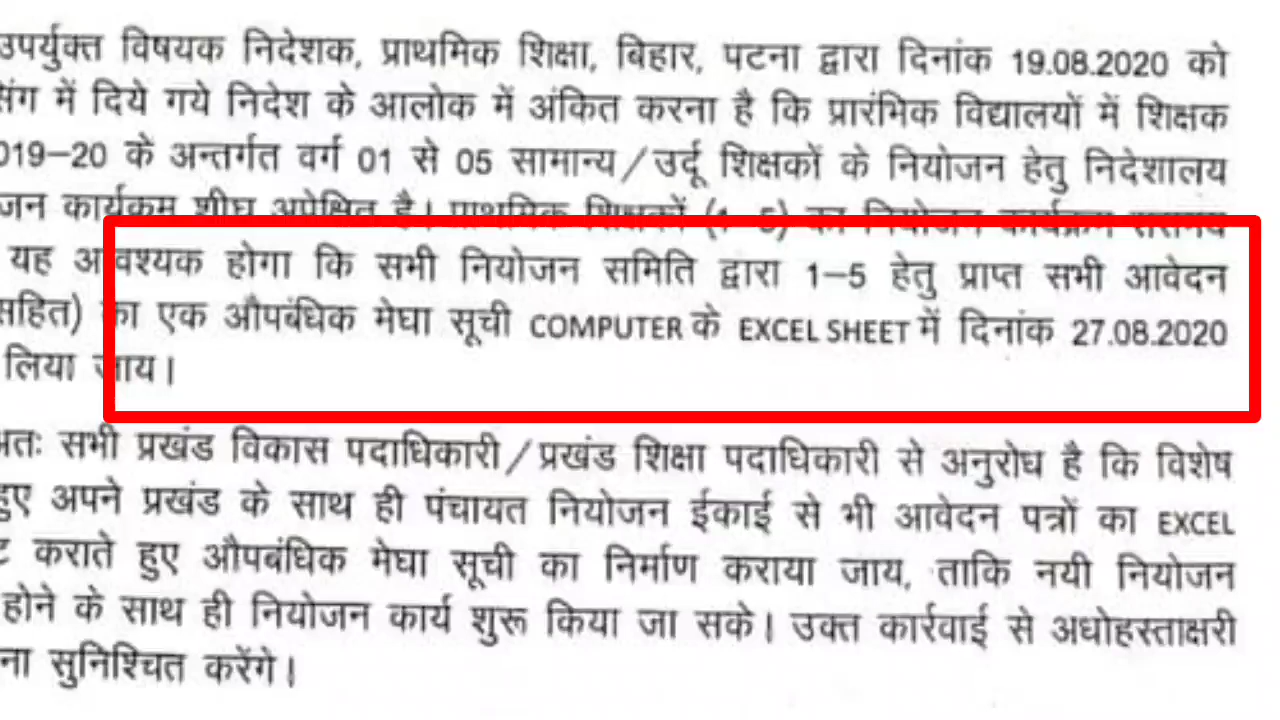 उपर्युक्त विषयक निदेशक, प्राथमिक शिक्षा, बिहार, पटना द्वारा दिनांक 19.08.2020 को
में दिये गये निदेश के आलोक में अंकित करना है कि प्रारंभिक विद्यालयों में शिक्षक
019–20 के अन्तर्गत वर्ग 01 से 05 सामान्य/उर्दू शिक्षकों के नियोजन हेतु निदेशालय
जन कार्यक्रम शीघ्र अपेक्षित है। प्राथमिक शिक्षकों (1–5) का नियोजन कार्यक्रम
यह आवश्यक होगा कि सभी नियोजन समिति द्वारा 1–5 हेतु प्राप्त सभी आवेदन
सहित) का एक औपबंधिक मेघा सूची COMPUTER के EXCEL SHEET में दिनांक 27.08.2020
लिया जाय।
अतः सभी प्रखंड विकास पदाधिकारी/प्रखंड शिक्षा पदाधिकारी से अनुरोध है कि विशेष
हुए अपने प्रखंड के साथ ही पंचायत नियोजन ईकाई से भी आवेदन पत्रों का EXCEL
कराते हुए औपबंधिक मेघा सूची का निर्माण कराया जाय, ताकि नयी नियोजन
होने के साथ ही नियोजन कार्य शुरू किया जा सके। उक्त कार्रवाई से अधोहस्ताक्षरी
ना सुनिश्चित करेंगे।